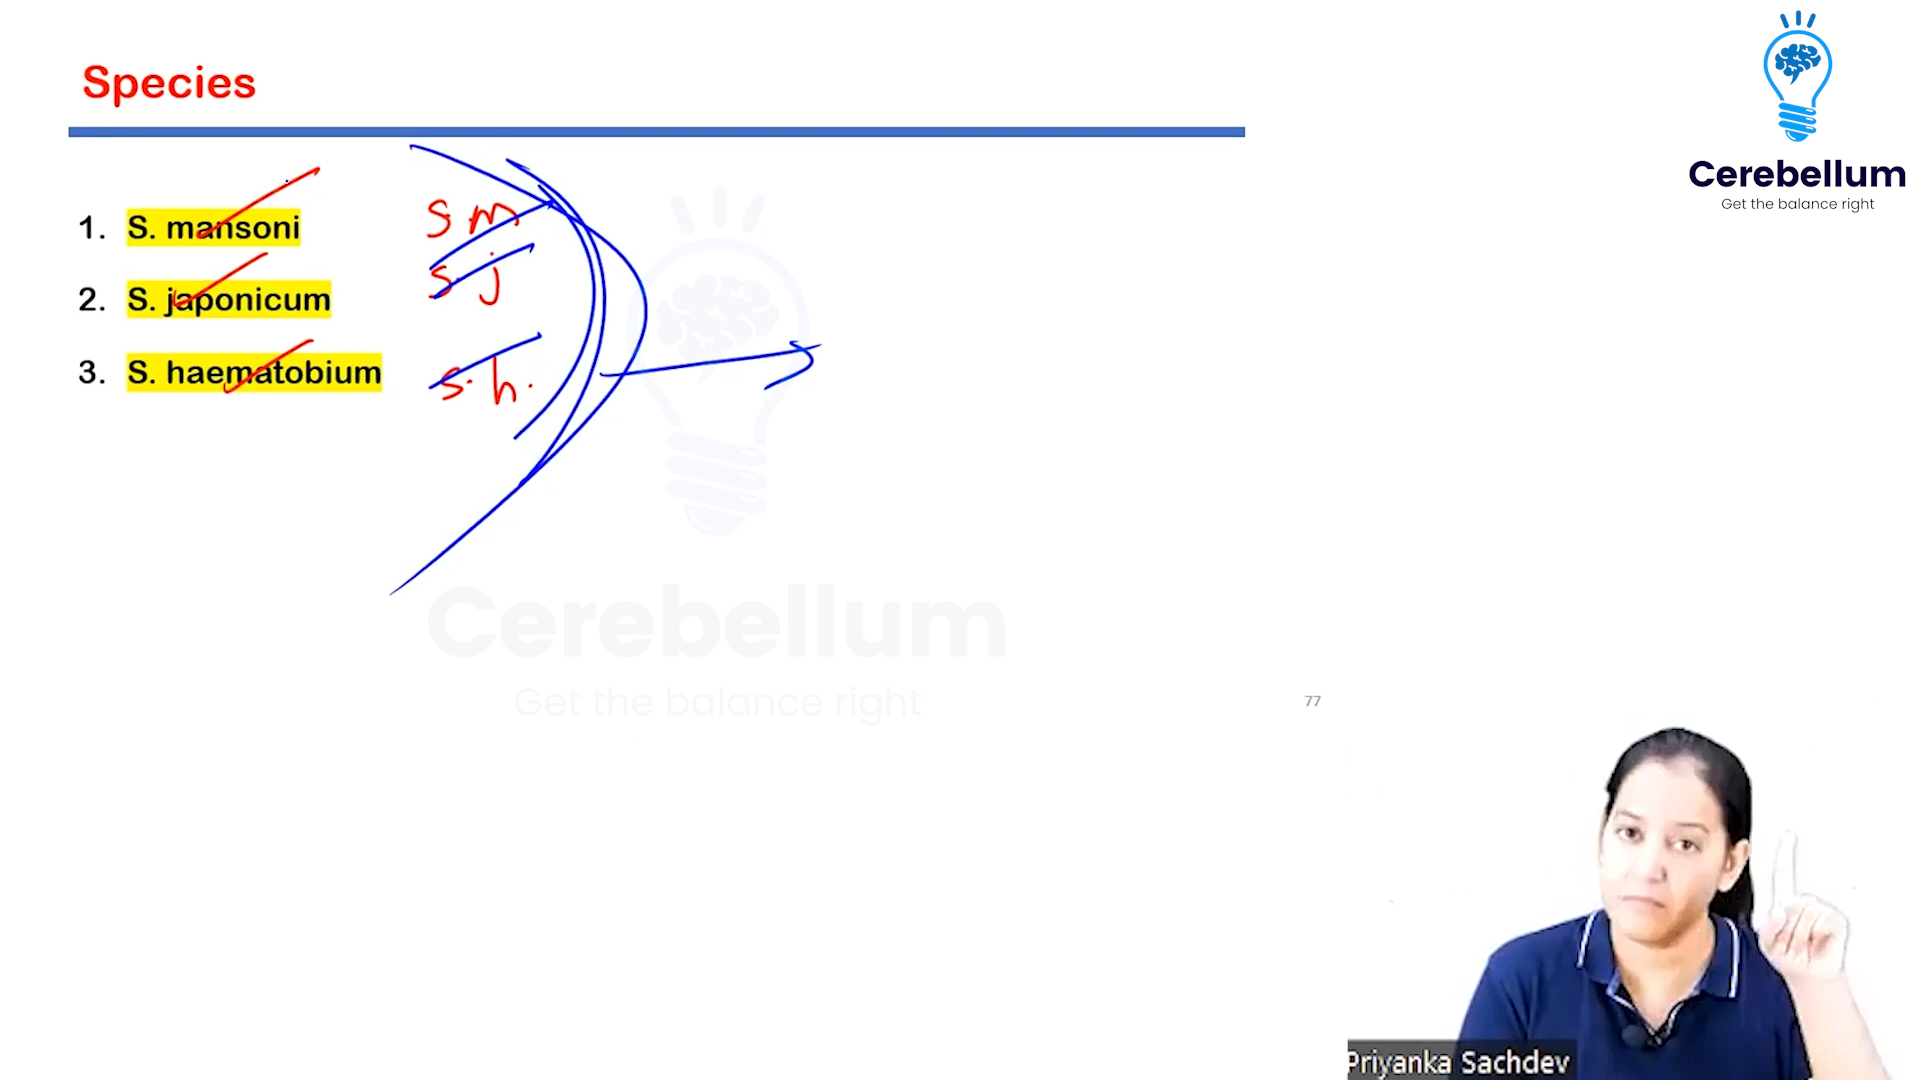 Species
Cerebellum
Get the balance right
1. S. mansoni S. m
2. S. japonicum S. j
3. S. haematobium S. h.
Cerebellum
Get the balance right
77
Priyanka Sachdev